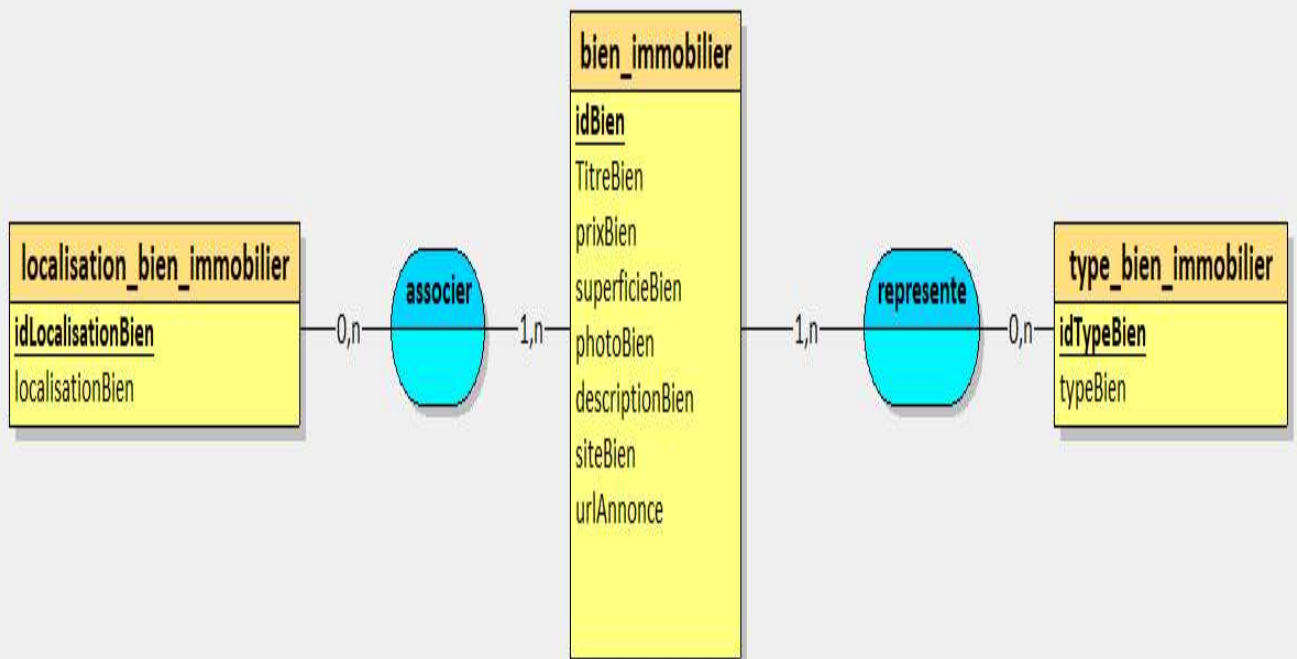 localisation_bien_immobilier
idLocalisationBien
localisationBien
0,n
associer
1,n
bien_immobilier
idBien
TitreBien
prixBien
superficieBien
photoBien
descriptionBien
siteBien
urlAnnonce
1,n
represente
0,n
type_bien_immobilier
idTypeBien
typeBien